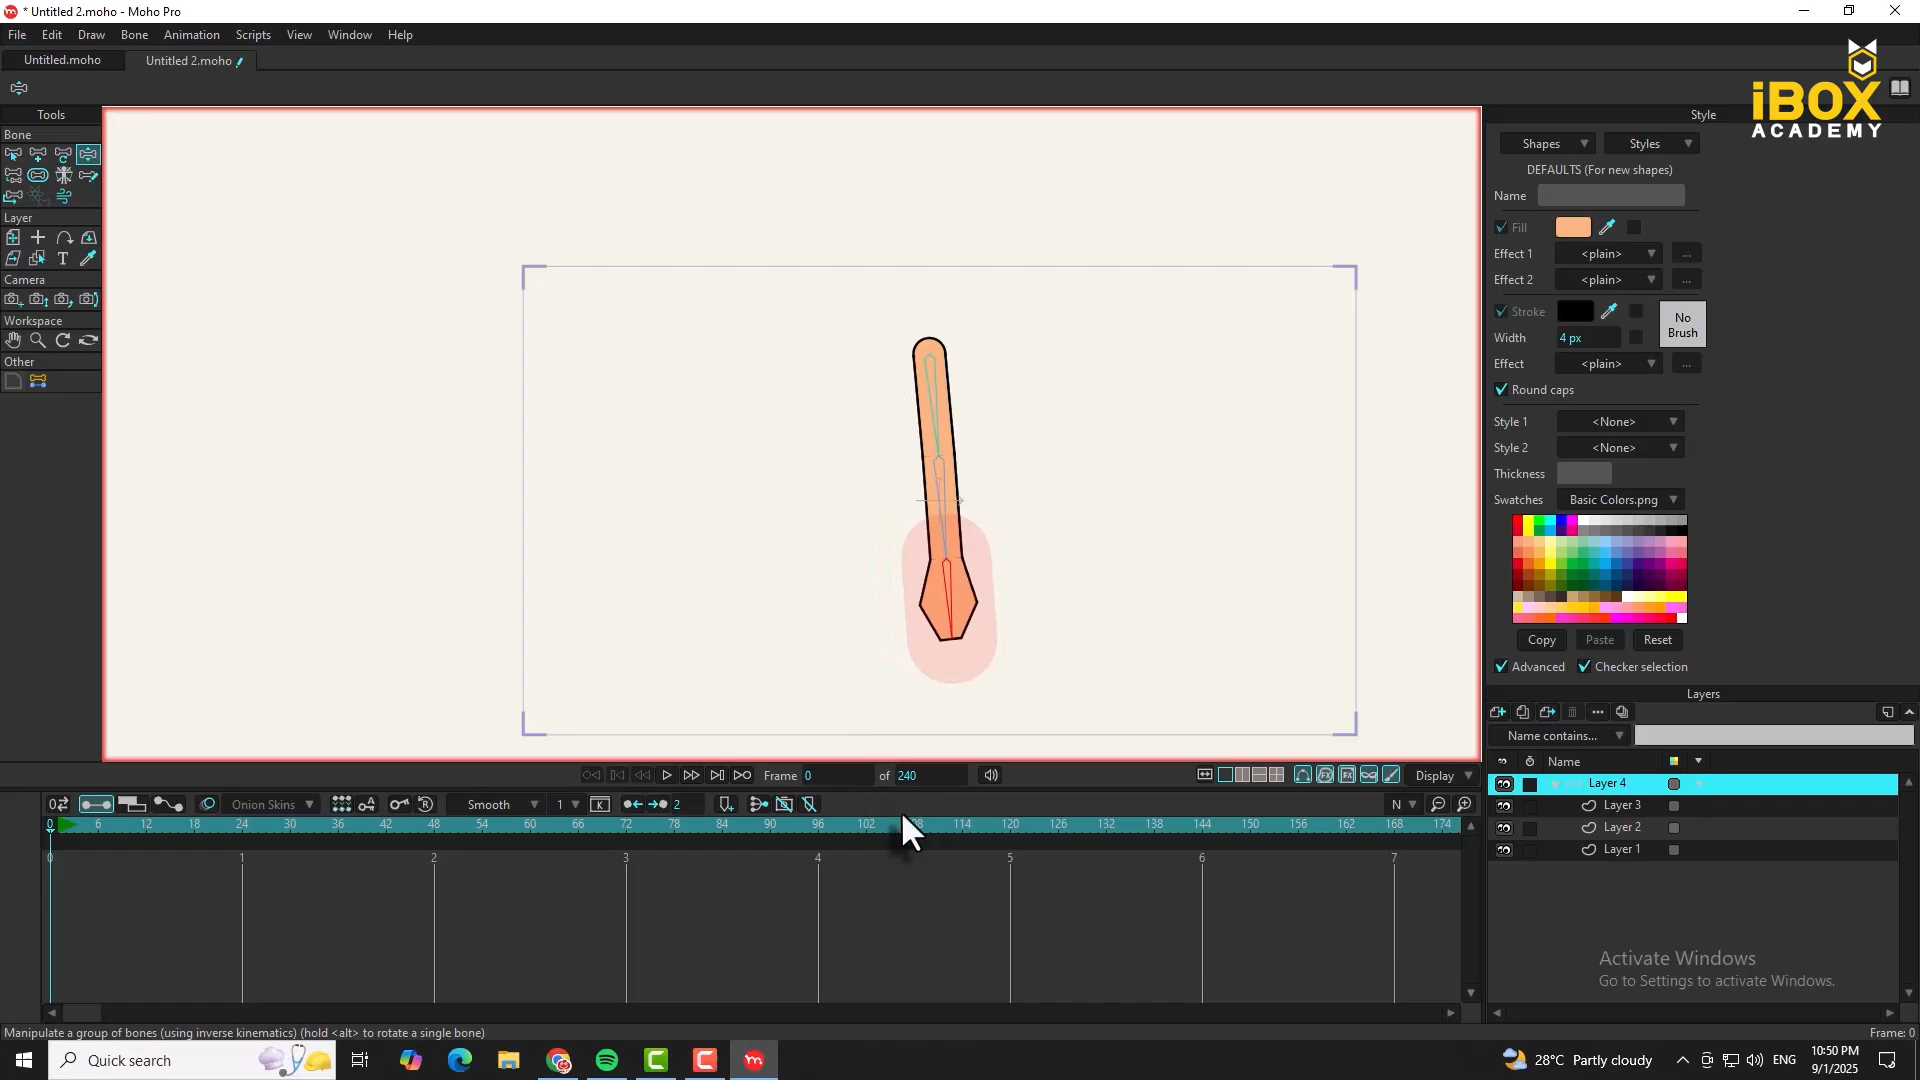 * Untitled 2.moho - Moho Pro
File Edit Draw Bone Animation Scripts View Window Help
Untitled.moho Untitled 2.moho
iBOX
ACADEMY
Tools
Bone
Layer
T
Camera
Workspace
Other
Style
Shapes Styles
DEFAULTS (For new shapes)
Name
Fill
Effect 1 <plain> ...
Effect 2 <plain> ...
Stroke
No
Brush
Width 4 px
Effect <plain> ...
Round caps
Style 1 <None>
Style 2 <None>
Thickness
Swatches Basic Colors.png
Copy Paste Reset
Advanced Checker selection
Layers
Name contains...
Name
Layer 4
Layer 3
Layer 2
Layer 1
Frame 0 of 240 Display
Onion Skins Smooth 1 K 2 N
0 6 12 18 24 30 36 42 48 54 60 66 72 78 84 90 96 102 108 114 120 126 132 138 144 150 156 162 168 174
0 1 2 3 4 5 6 7
Activate Windows
Go to Settings to activate Windows.
Manipulate a group of bones (using inverse kinematics) (hold <alt> to rotate a single bone) Frame: 0
Quick search
28°C Partly cloudy ENG
10:50 PM
9/1/2025